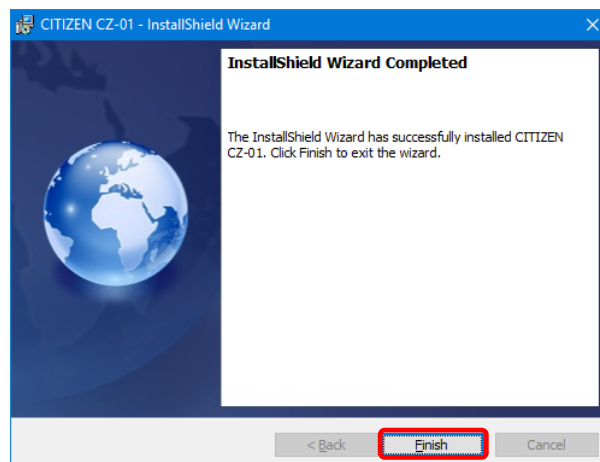 CITIZEN CZ-01 - InstallShield Wizard
InstallShield Wizard Completed
The InstallShield Wizard has successfully installed CITIZEN
CZ-01. Click Finish to exit the wizard.
< Back
Finish
Cancel